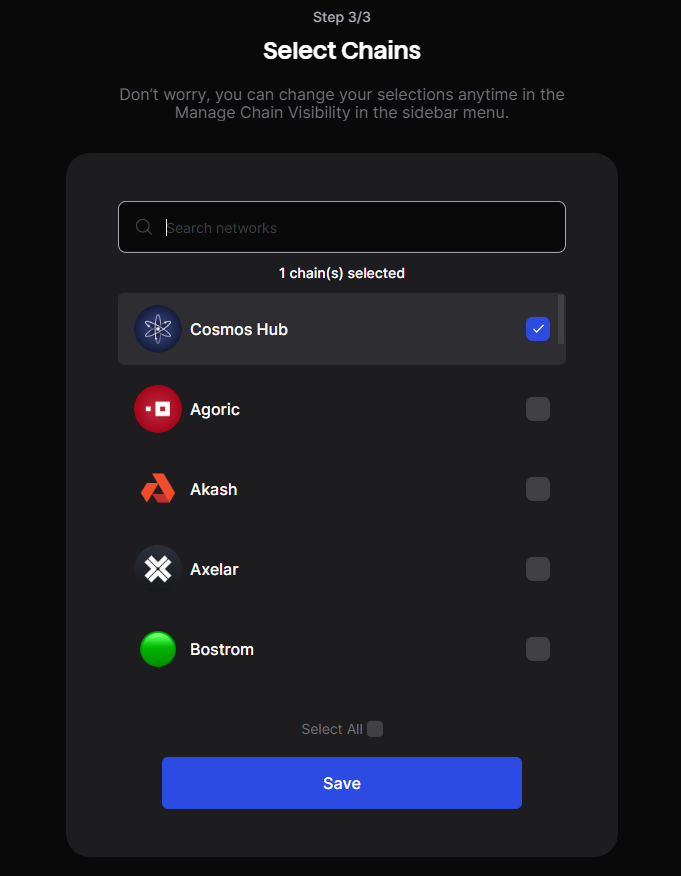 Step 3/3
Select Chains
Don't worry, you can change your selections anytime in the
Manage Chain Visibility in the sidebar menu.
Search networks
1 chain(s) selected
Cosmos Hub
Agoric
Akash
Axelar
Bostrom
Select All
Save